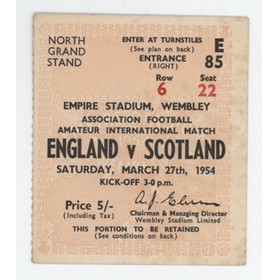 NORTH
GRAND
STAND
ENTER AT TURNSTILES
(See plan on back)
ENTRANCE
(RIGHT)
E
85
Row
6
Seat
22
EMPIRE STADIUM, WEMBLEY
ASSOCIATION FOOTBALL
AMATEUR INTERNATIONAL MATCH
ENGLAND v SCOTLAND
SATURDAY, MARCH 27th, 1954
KICK-OFF 3-0 p.m.
Price 5/-
(Including Tax)
Chairman & Managing Director
Wembley Stadium Limited
THIS PORTION TO BE RETAINED
(See conditions on back)